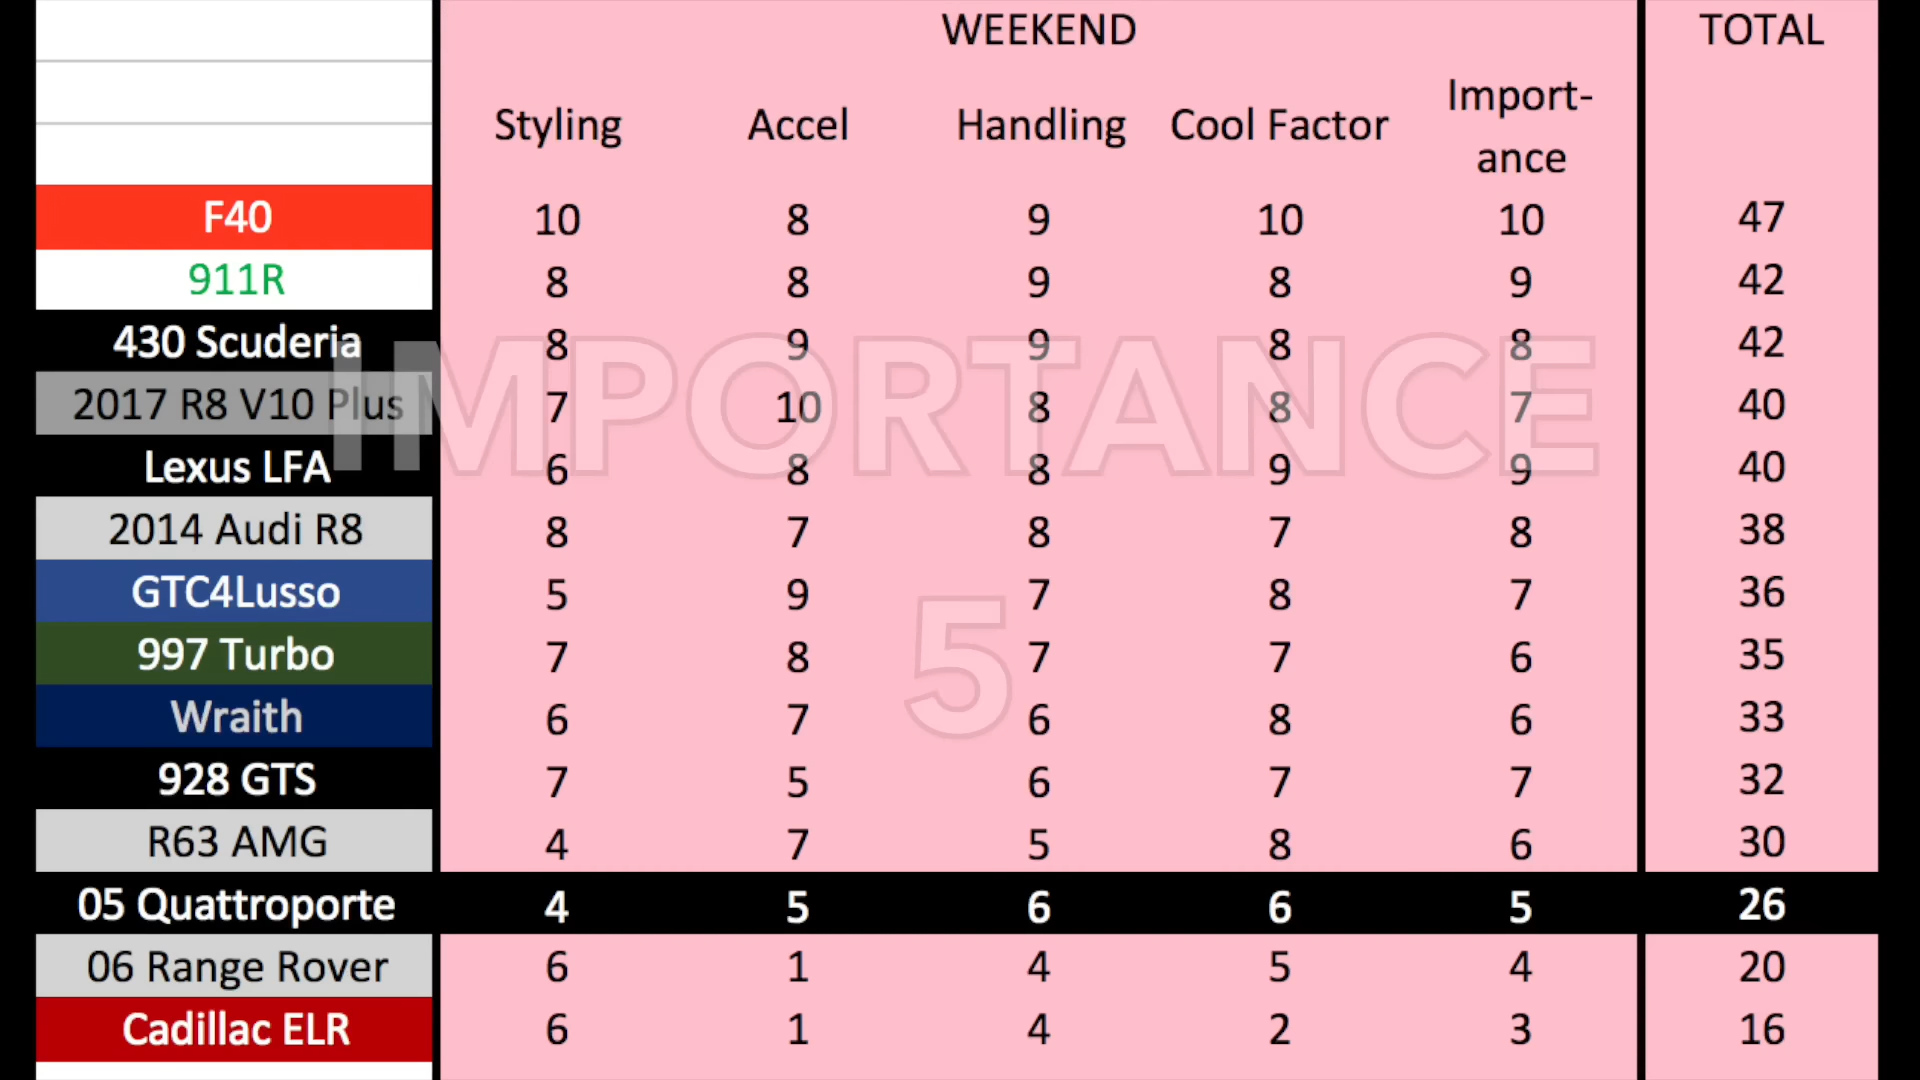 WEEKEND TOTAL
Styling Accel Handling Cool Factor Import-
ance
F40 10 8 9 10 10 47
911R 8 8 9 8 9 42
430 Scuderia 8 9 9 8 8 42
2017 R8 V10 Plus 7 10 8 8 7 40
IMPORTANCE
Lexus LFA 6 8 8 9 9 40
2014 Audi R8 8 7 8 7 8 38
GTC4Lusso 5 9 7 8 7 36
997 Turbo 7 8 7 7 6 35
5
Wraith 6 7 6 8 6 33
928 GTS 7 5 6 7 7 32
R63 AMG 4 7 5 8 6 30
05 Quattroporte 4 5 6 6 5 26
06 Range Rover 6 1 4 5 4 20
Cadillac ELR 6 1 4 2 3 16